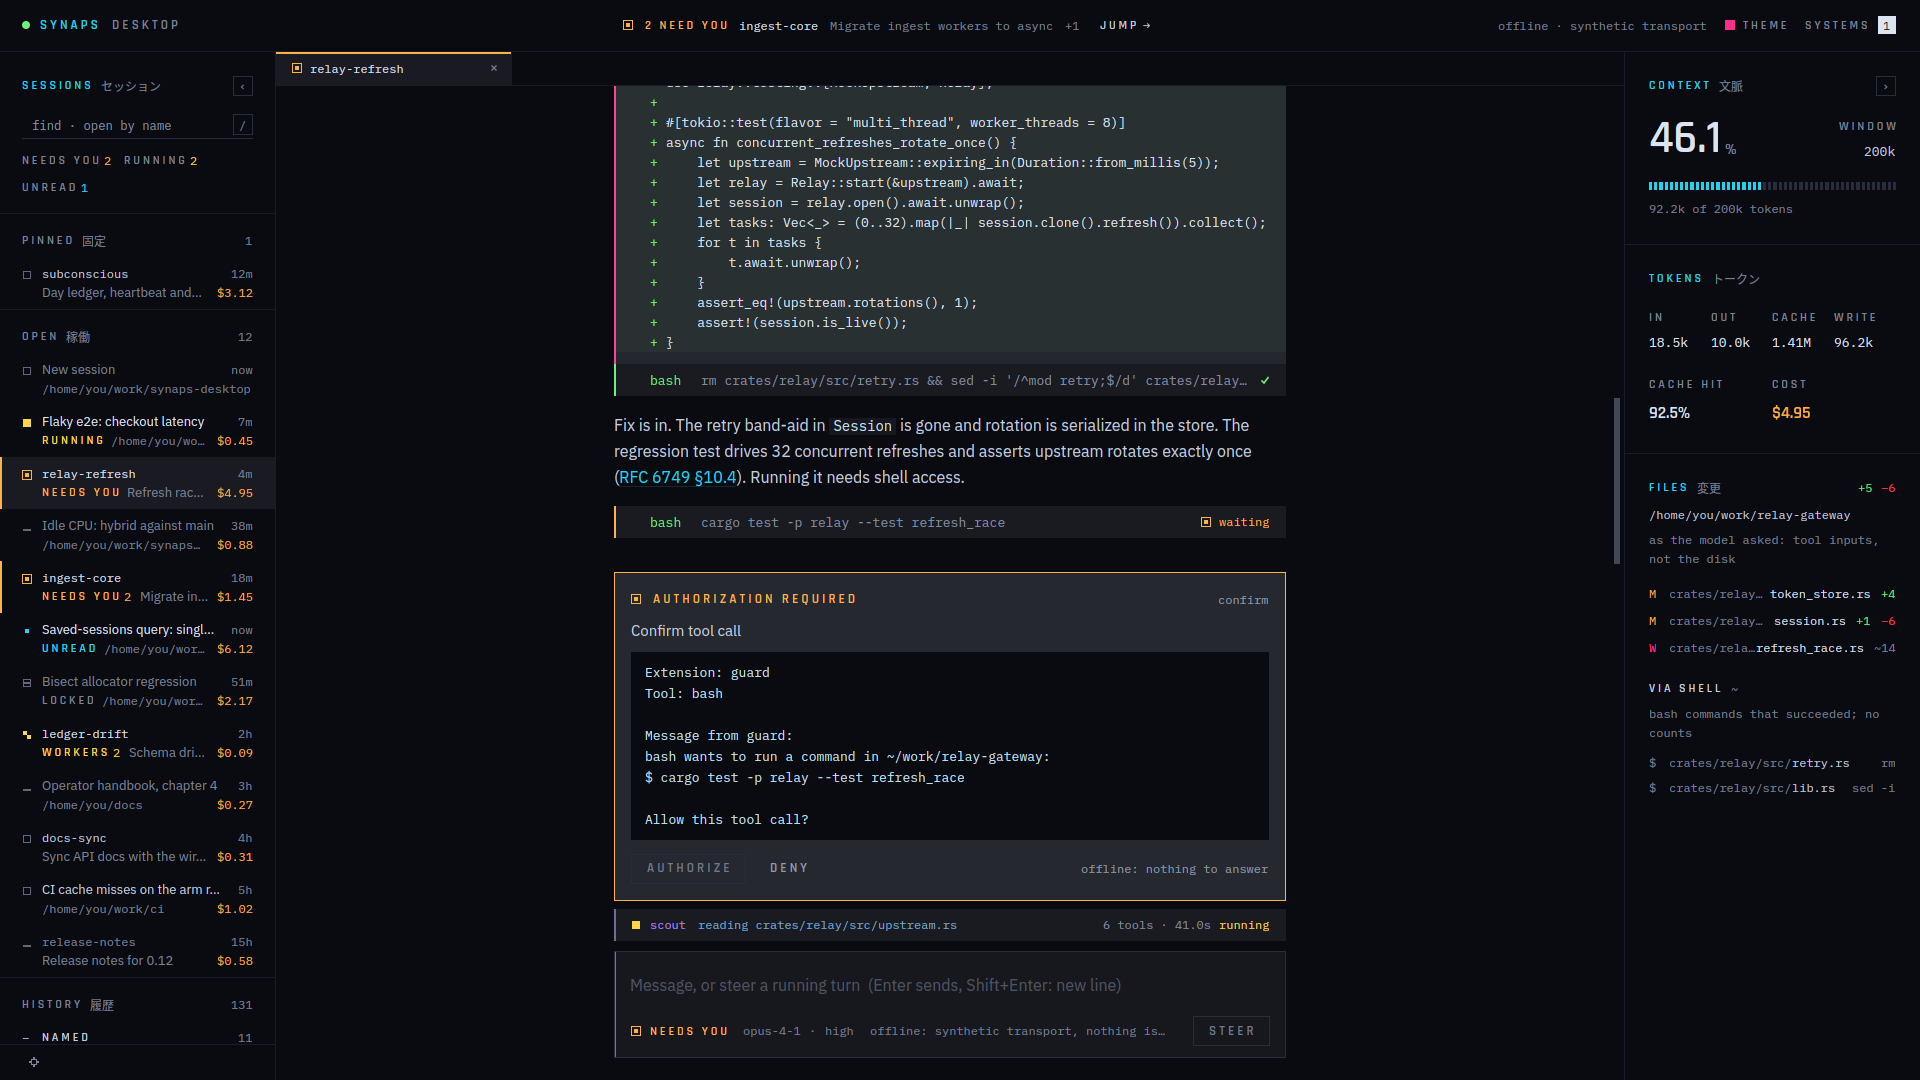 SYNAPS DESKTOP
2 NEED YOU ingest-core Migrate ingest workers to async +1 JUMP →
offline · synthetic transport THEME SYSTEMS 1
SESSIONS セッション ‹
find · open by name /
NEEDS YOU 2 RUNNING 2
UNREAD 1
PINNED 固定 1
subconscious 12m
Day ledger, heartbeat and… $3.12
OPEN 稼働 12
New session now
/home/you/work/synaps-desktop
Flaky e2e: checkout latency 7m
RUNNING /home/you/wo… $0.45
relay-refresh 4m
NEEDS YOU Refresh rac… $4.95
Idle CPU: hybrid against main 38m
/home/you/work/synaps… $0.88
ingest-core 18m
NEEDS YOU 2 Migrate in… $1.45
Saved-sessions query: singl… now
UNREAD /home/you/wor… $6.12
Bisect allocator regression 51m
LOCKED /home/you/wor… $2.17
ledger-drift 2h
WORKERS 2 Schema dri… $0.09
Operator handbook, chapter 4 3h
/home/you/docs $0.27
docs-sync 4h
Sync API docs with the wir… $0.31
CI cache misses on the arm r… 5h
/home/you/work/ci $1.02
release-notes 15h
Release notes for 0.12 $0.58
HISTORY 履歴 131
– NAMED 11
relay-refresh ×
+
+ #[tokio::test(flavor = "multi_thread", worker_threads = 8)]
+ async fn concurrent_refreshes_rotate_once() {
+     let upstream = MockUpstream::expiring_in(Duration::from_millis(5));
+     let relay = Relay::start(&upstream).await;
+     let session = relay.open().await.unwrap();
+     let tasks: Vec<_> = (0..32).map(|_| session.clone().refresh()).collect();
+     for t in tasks {
+         t.await.unwrap();
+     }
+     assert_eq!(upstream.rotations(), 1);
+     assert!(session.is_live());
+ }
bash rm crates/relay/src/retry.rs && sed -i '/^mod retry;$/d' crates/relay… ✓
Fix is in. The retry band-aid in Session is gone and rotation is serialized in the store. The
regression test drives 32 concurrent refreshes and asserts upstream rotates exactly once
(RFC 6749 §10.4). Running it needs shell access.
bash cargo test -p relay --test refresh_race waiting
AUTHORIZATION REQUIRED confirm
Confirm tool call
Extension: guard
Tool: bash
Message from guard:
bash wants to run a command in ~/work/relay-gateway:
$ cargo test -p relay --test refresh_race
Allow this tool call?
AUTHORIZE DENY offline: nothing to answer
scout reading crates/relay/src/upstream.rs 6 tools · 41.0s running
Message, or steer a running turn (Enter sends, Shift+Enter: new line)
NEEDS YOU opus-4-1 · high offline: synthetic transport, nothing is… STEER
CONTEXT 文脈 ›
46.1 % WINDOW
200k
92.2k of 200k tokens
TOKENS トークン
IN OUT CACHE WRITE
18.5k 10.0k 1.41M 96.2k
CACHE HIT COST
92.5% $4.95
FILES 変更 +5 −6
/home/you/work/relay-gateway
as the model asked: tool inputs,
not the disk
M crates/relay… token_store.rs +4
M crates/relay… session.rs +1 −6
W crates/rela…refresh_race.rs ~14
VIA SHELL ~
bash commands that succeeded; no
counts
$ crates/relay/src/retry.rs rm
$ crates/relay/src/lib.rs sed -i